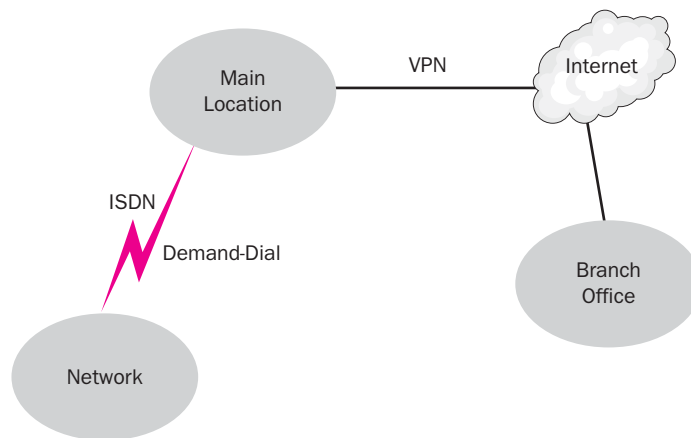 Main
Location
VPN
Internet
ISDN
Demand-Dial
Branch
Office
Network